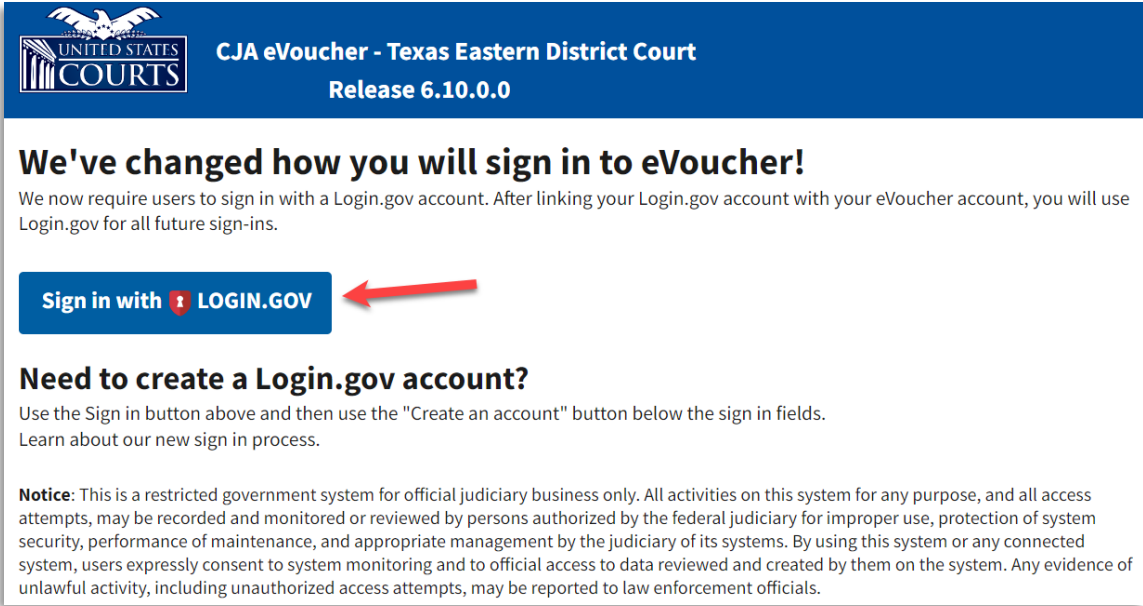 UNITED STATES
COURTS
CJA eVoucher - Texas Eastern District Court
Release 6.10.0.0
We've changed how you will sign in to eVoucher!
We now require users to sign in with a Login.gov account. After linking your Login.gov account with your eVoucher account, you will use
Login.gov for all future sign-ins.
Sign in with LOGIN.GOV
Need to create a Login.gov account?
Use the Sign in button above and then use the "Create an account" button below the sign in fields.
Learn about our new sign in process.
Notice: This is a restricted government system for official judiciary business only. All activities on this system for any purpose, and all access
attempts, may be recorded and monitored or reviewed by persons authorized by the federal judiciary for improper use, protection of system
security, performance of maintenance, and appropriate management by the judiciary of its systems. By using this system or any connected
system, users expressly consent to system monitoring and to official access to data reviewed and created by them on the system. Any evidence of
unlawful activity, including unauthorized access attempts, may be reported to law enforcement officials.